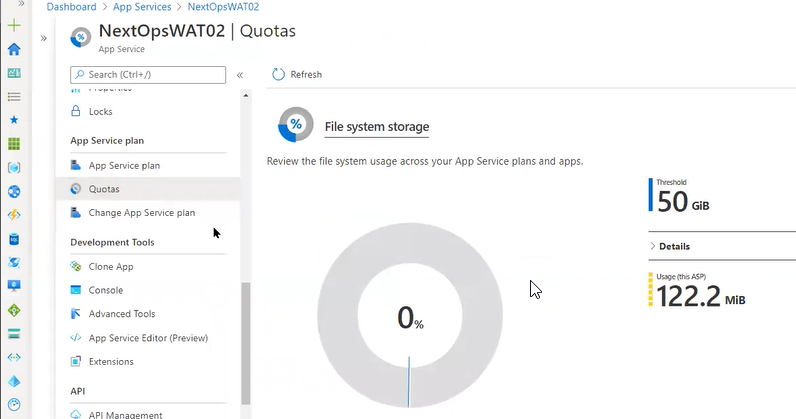 Dashboard > App Services > NextOpsWAT02
NextOpsWAT02 | Quotas
App Service
Search (Ctrl+/)
Properties
Locks
App Service plan
App Service plan
Quotas
Change App Service plan
Development Tools
Clone App
Console
Advanced Tools
App Service Editor (Preview)
Extensions
API
API Management
Refresh
%
File system storage
Review the file system usage across your App Service plans and apps.
0%
Threshold
50 GiB
Details
Usage (this ASP)
122.2 MiB